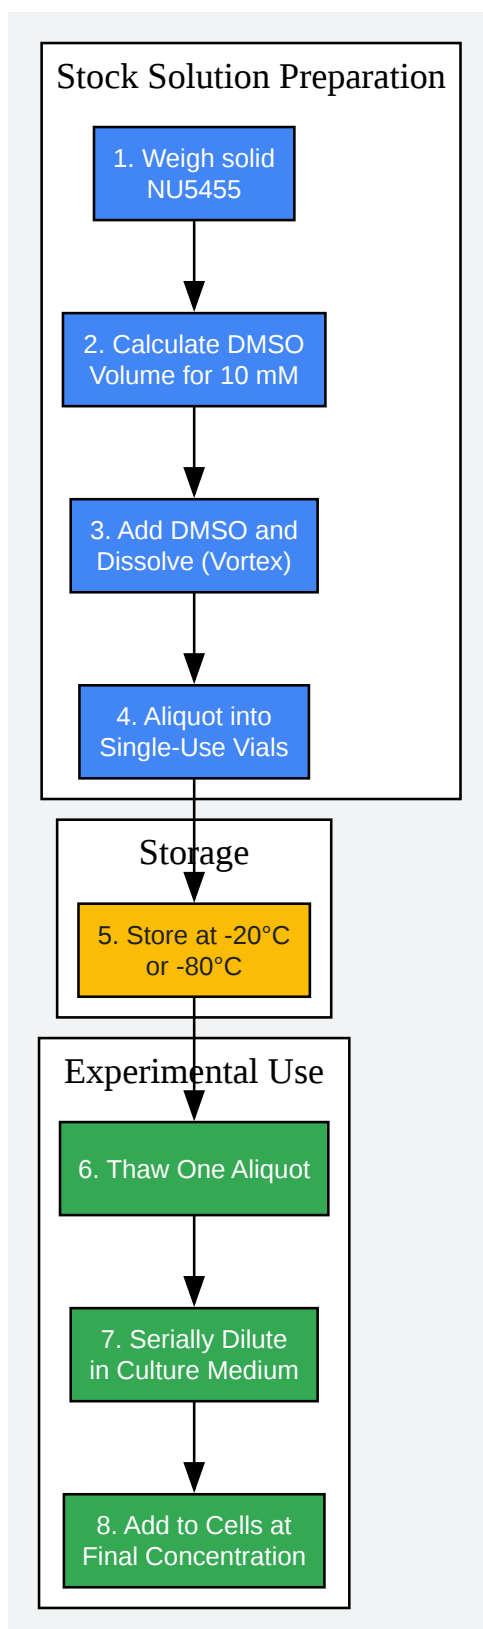 Stock Solution Preparation
1. Weigh solid
NU5455
2. Calculate DMSO
Volume for 10 mM
3. Add DMSO and
Dissolve (Vortex)
4. Aliquot into
Single-Use Vials
Storage
5. Store at -20°C
or -80°C
Experimental Use
6. Thaw One Aliquot
7. Serially Dilute
in Culture Medium
8. Add to Cells at
Final Concentration